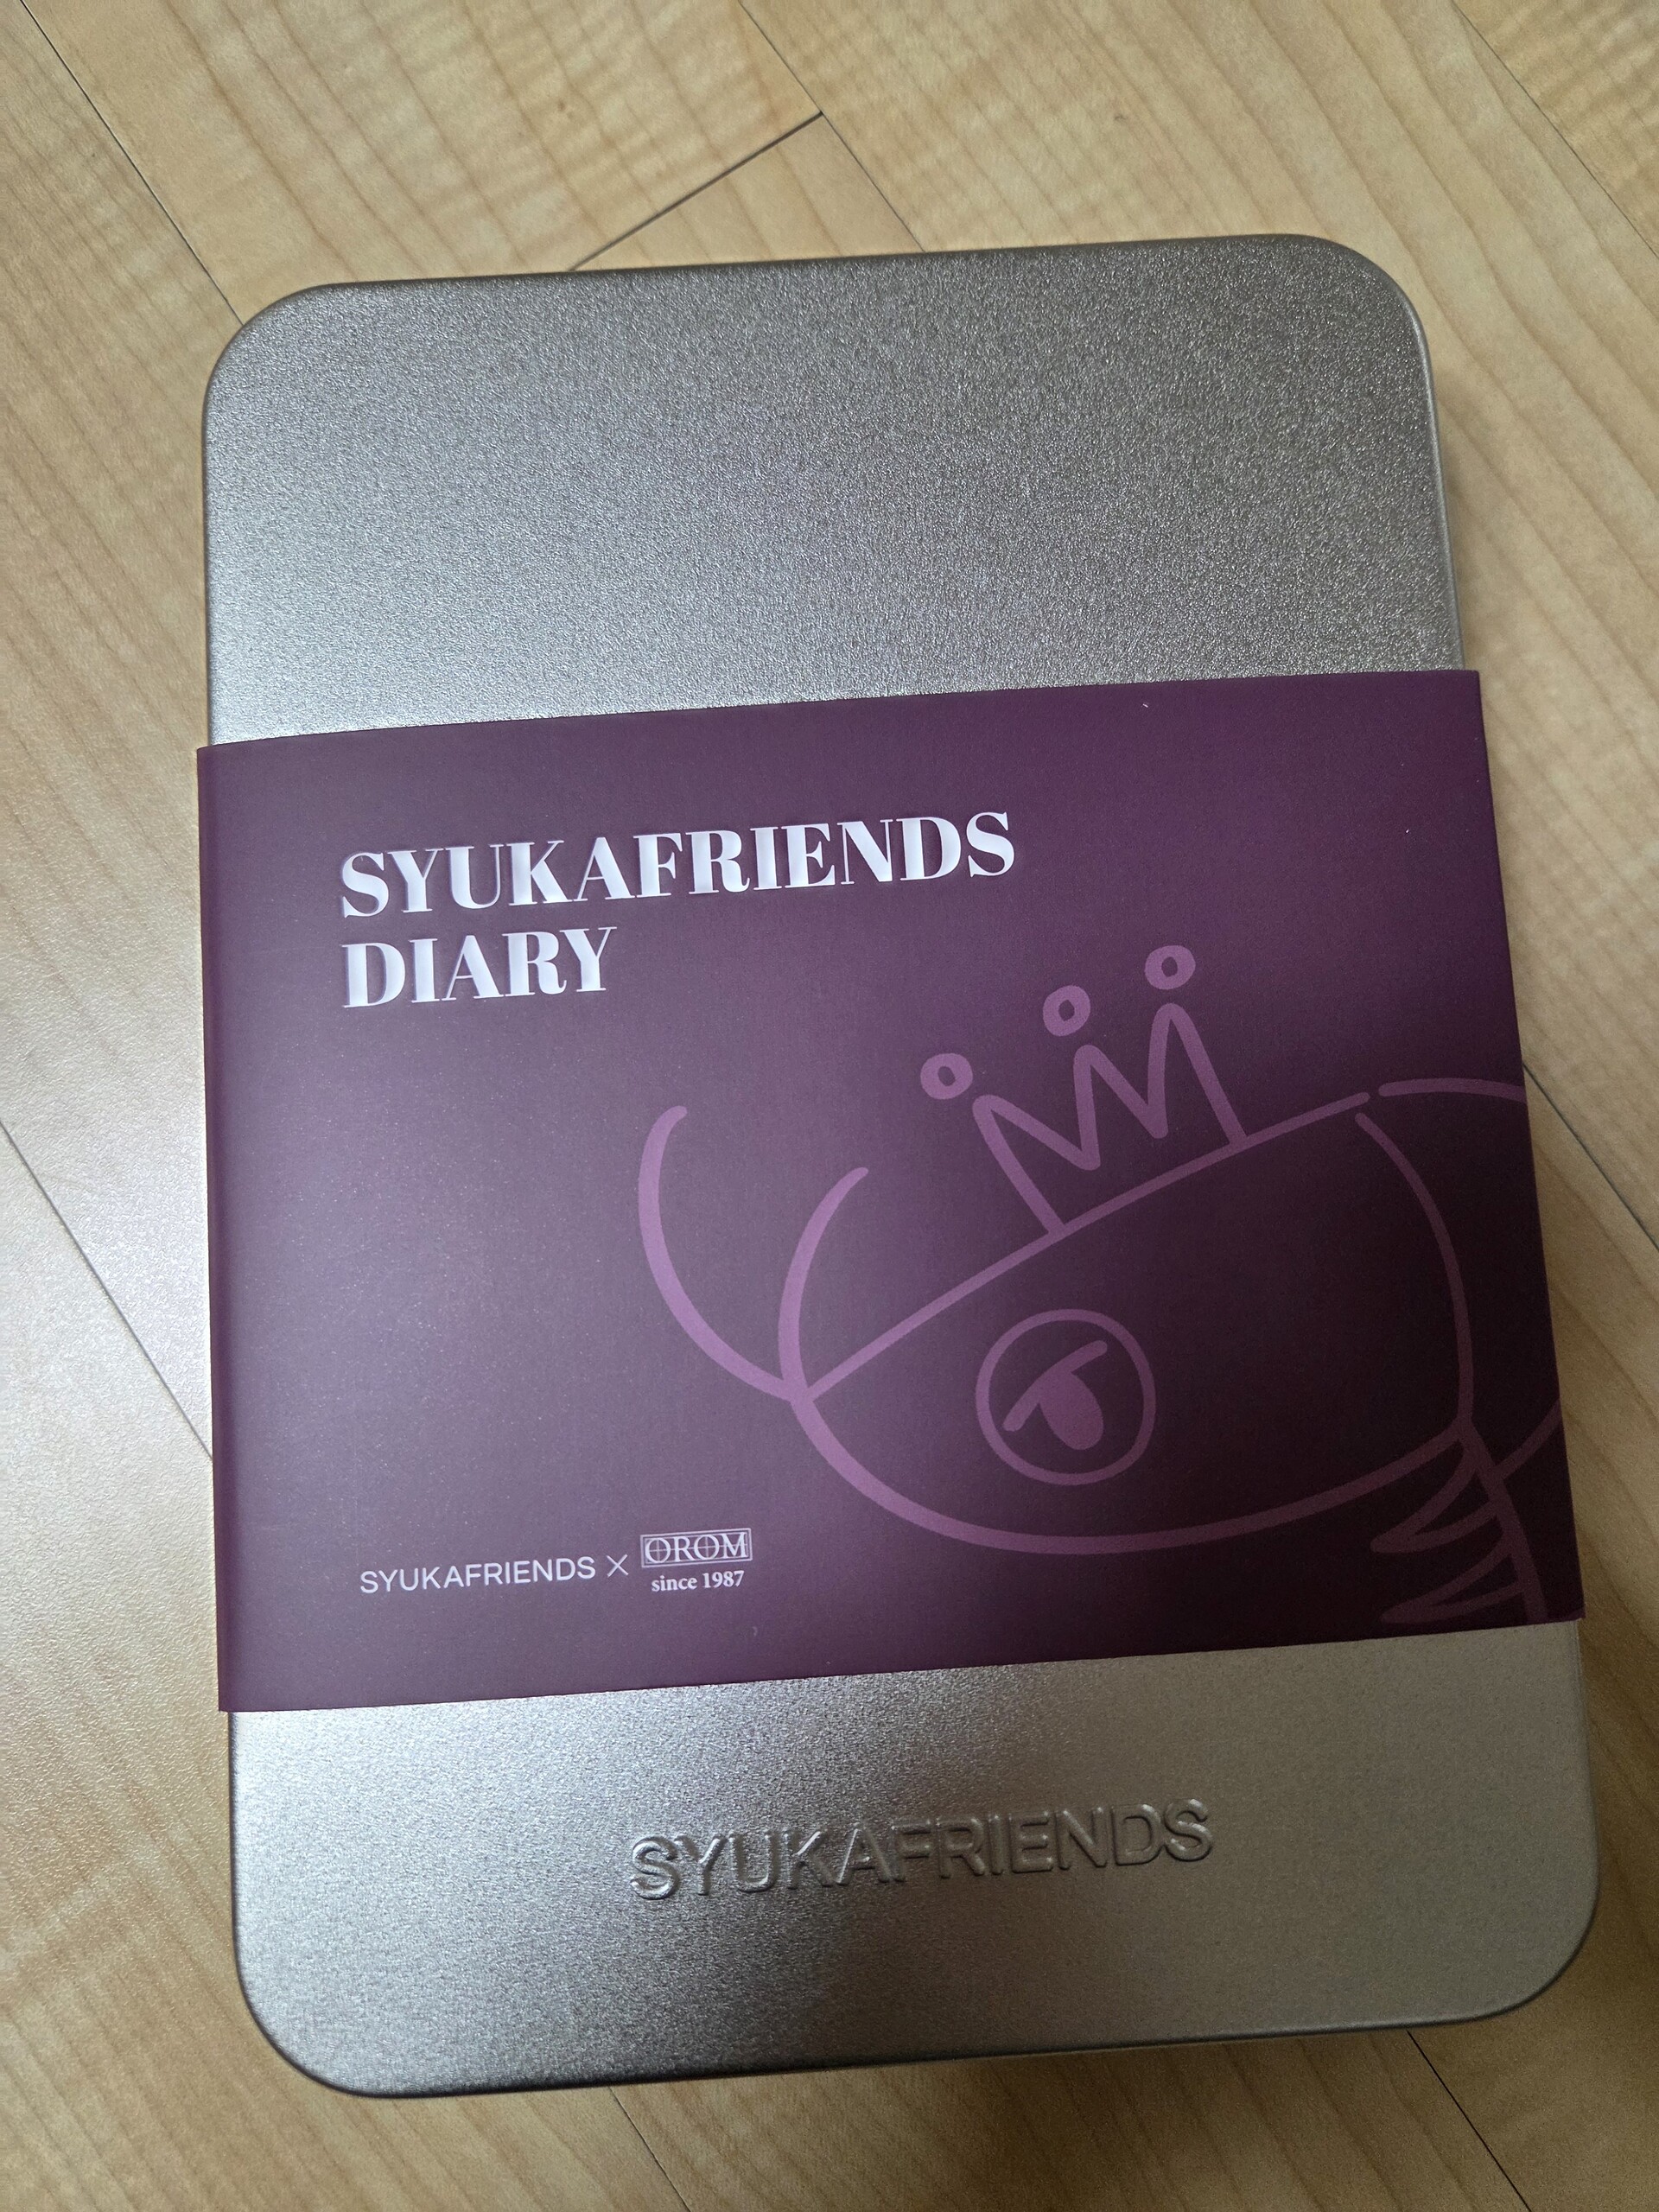 SYUKAFRIENDS
DIARY
SYUKAFRIENDS X OROM
since 1987
SYUKAFRIENDS